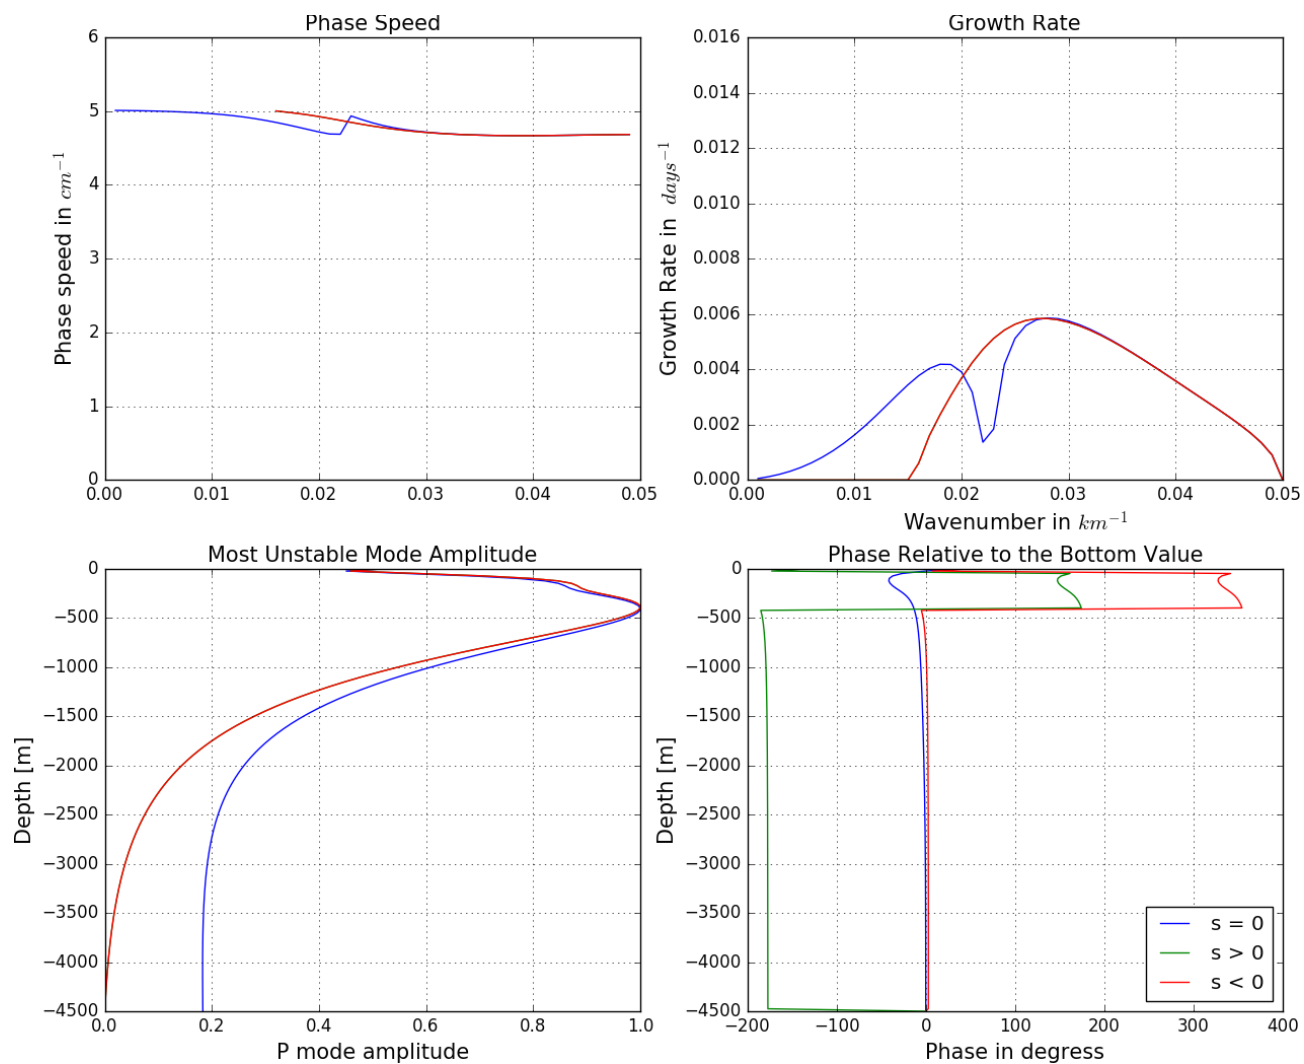 Phase Speed
6
5
4
3
2
1
0
0.00 0.01 0.02 0.03 0.04 0.05
Phase speed in cm⁻¹
Growth Rate
0.016
0.014
0.012
0.010
0.008
0.006
0.004
0.002
0.000
0.00 0.01 0.02 0.03 0.04 0.05
Growth Rate in days⁻¹
Wavenumber in km⁻¹
Most Unstable Mode Amplitude
0
−500
−1000
−1500
−2000
−2500
−3000
−3500
−4000
−4500
0.0 0.2 0.4 0.6 0.8 1.0
Depth [m]
P mode amplitude
Phase Relative to the Bottom Value
0
−500
−1000
−1500
−2000
−2500
−3000
−3500
−4000
−4500
−200 −100 0 100 200 300 400
Depth [m]
Phase in degress
s = 0
s > 0
s < 0